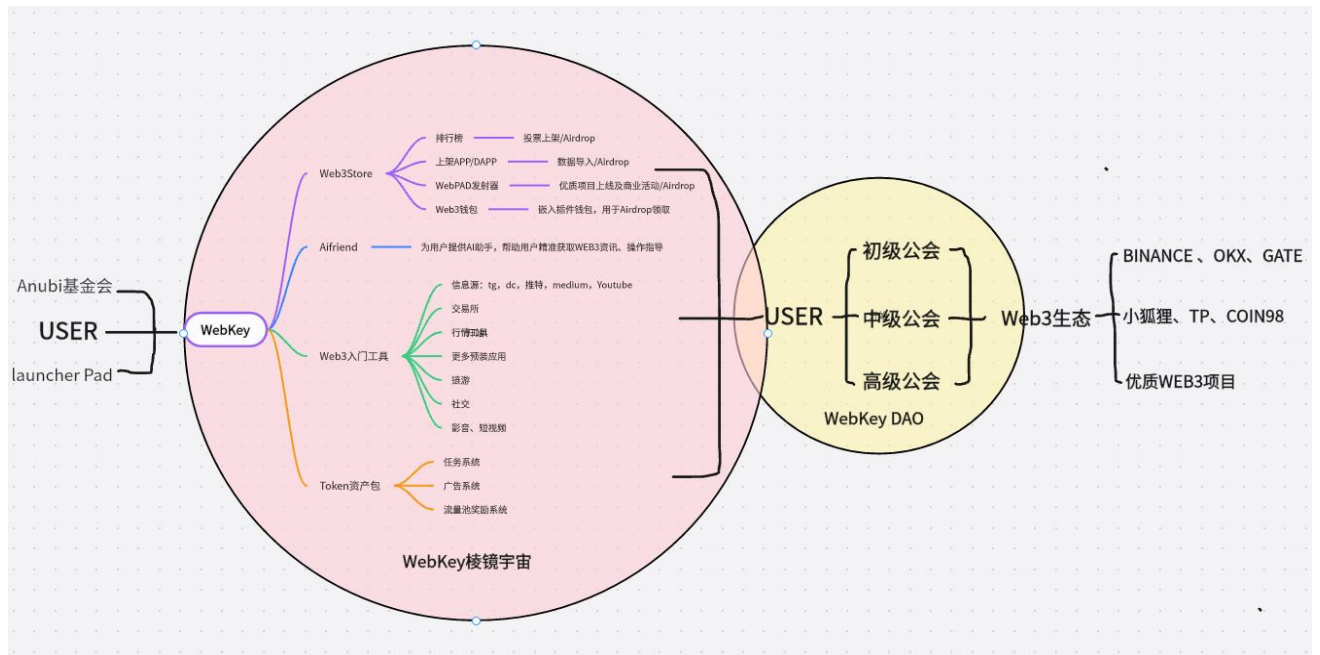 Anubi基金会
USER
launcher Pad
WebKey
Web3Store
排行榜
投票上架/Airdrop
上架APP/DAPP
数据导入/Airdrop
WebPAD发射器
优质项目上线及商业活动/Airdrop
Web3钱包
嵌入插件钱包，用于Airdrop领取
Aifriend
为用户提供AI助手，帮助用户精准获取WEB3资讯、操作指导
Web3入门工具
信息源：tg，dc，推特，medium，Youtube
交易所
行情工具
更多预装应用
链游
社交
影音、短视频
Token资产包
任务系统
广告系统
流量池奖励系统
WebKey棱镜宇宙
USER
初级公会
中级公会
高级公会
WebKey DAO
Web3生态
BINANCE 、OKX、GATE
小狐狸、TP、COIN98
优质WEB3项目